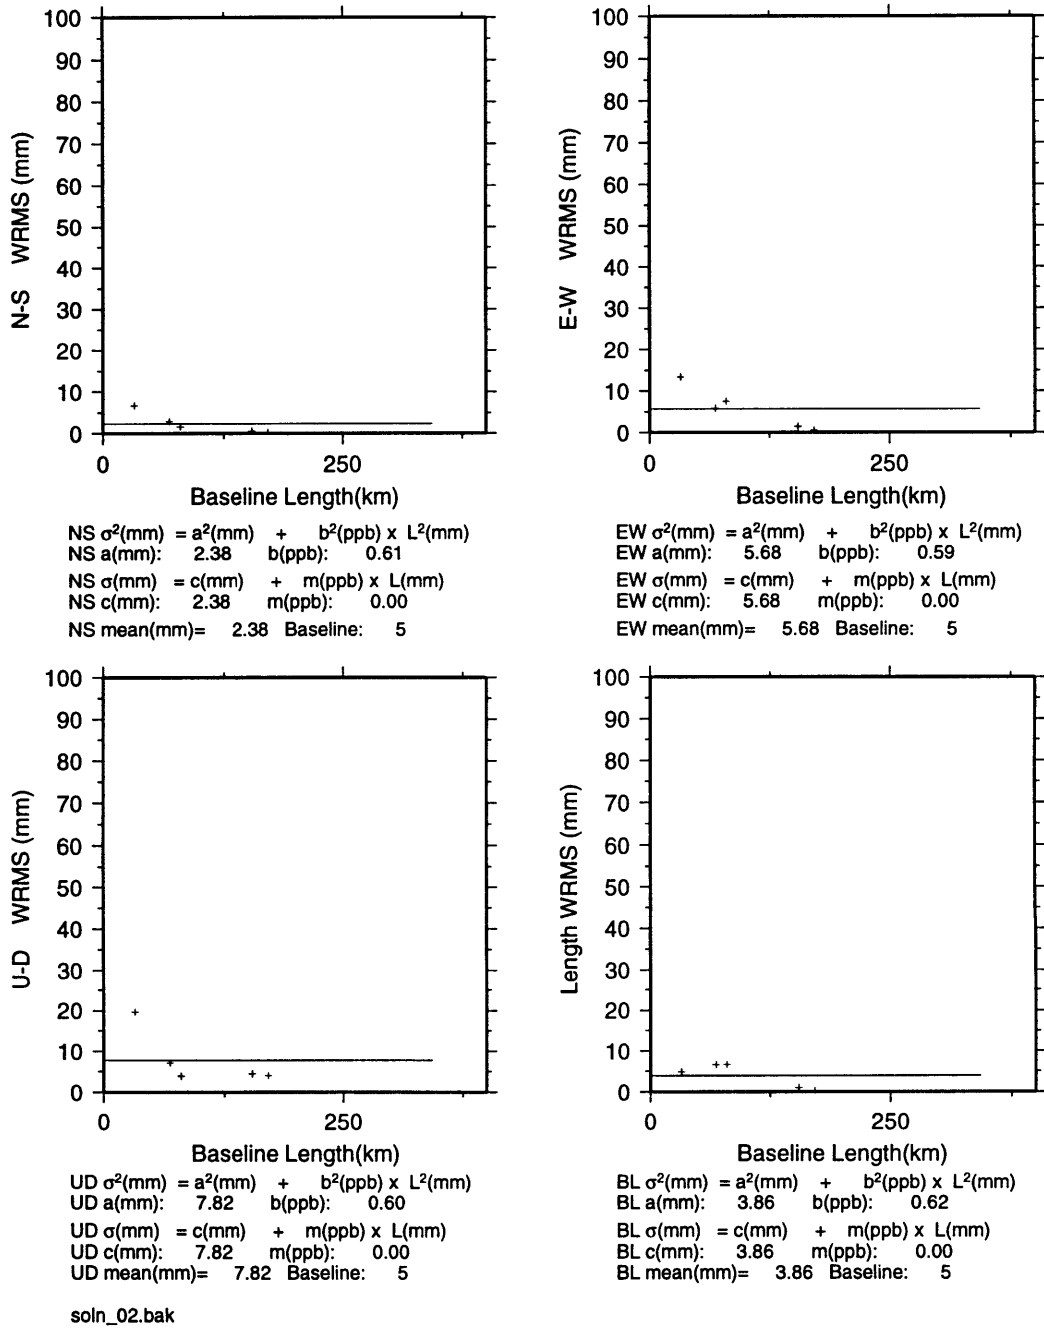 100
90
80
70
60
50
40
30
20
10
0
N-S WRMS (mm)
0 250
Baseline Length(km)
NS σ²(mm) = a²(mm) + b²(ppb) x L²(mm)
NS a(mm): 2.38 b(ppb): 0.61
NS σ(mm) = c(mm) + m(ppb) x L(mm)
NS c(mm): 2.38 m(ppb): 0.00
NS mean(mm)= 2.38 Baseline: 5
100
90
80
70
60
50
40
30
20
10
0
E-W WRMS (mm)
0 250
Baseline Length(km)
EW σ²(mm) = a²(mm) + b²(ppb) x L²(mm)
EW a(mm): 5.68 b(ppb): 0.59
EW σ(mm) = c(mm) + m(ppb) x L(mm)
EW c(mm): 5.68 m(ppb): 0.00
EW mean(mm)= 5.68 Baseline: 5
100
90
80
70
60
50
40
30
20
10
0
U-D WRMS (mm)
0 250
Baseline Length(km)
UD σ²(mm) = a²(mm) + b²(ppb) x L²(mm)
UD a(mm): 7.82 b(ppb): 0.60
UD σ(mm) = c(mm) + m(ppb) x L(mm)
UD c(mm): 7.82 m(ppb): 0.00
UD mean(mm)= 7.82 Baseline: 5
100
90
80
70
60
50
40
30
20
10
0
Length WRMS (mm)
0 250
Baseline Length(km)
BL σ²(mm) = a²(mm) + b²(ppb) x L²(mm)
BL a(mm): 3.86 b(ppb): 0.62
BL σ(mm) = c(mm) + m(ppb) x L(mm)
BL c(mm): 3.86 m(ppb): 0.00
BL mean(mm)= 3.86 Baseline: 5
soln_02.bak